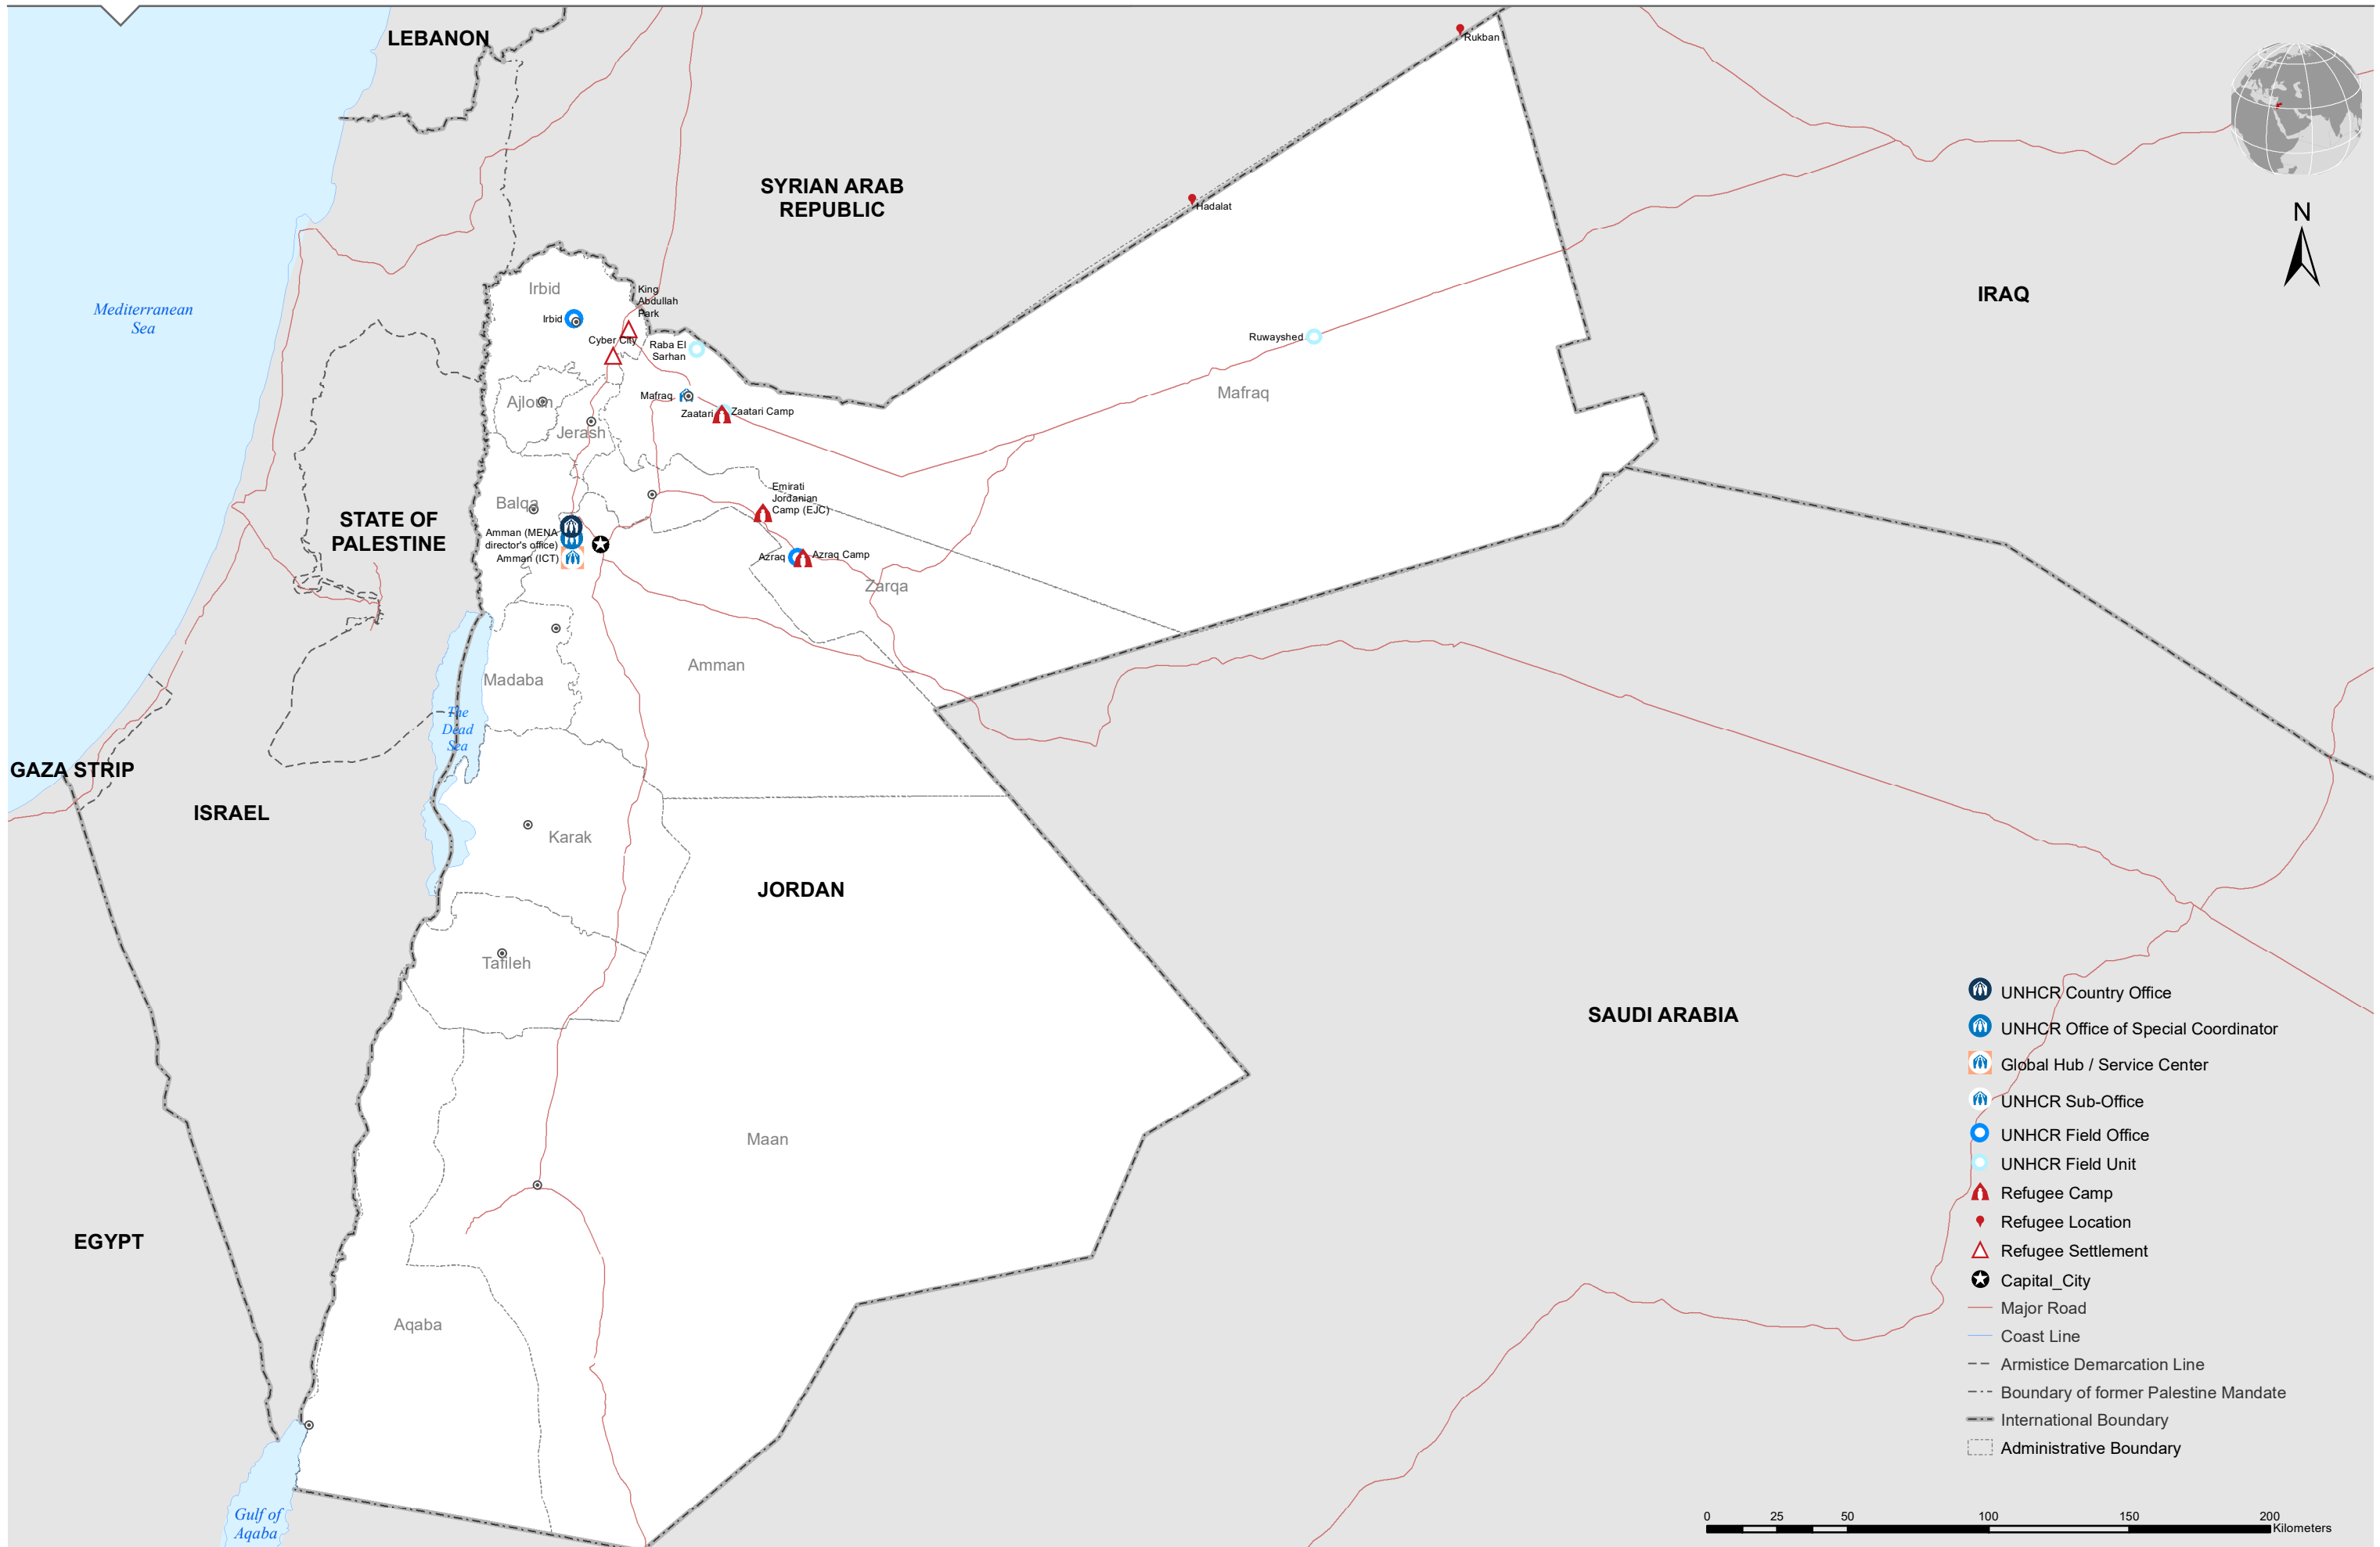 LEBANON
Rukban
SYRIAN ARAB
REPUBLIC
Hadalat
N
IRAQ
Mediterranean
Sea
Irbid
King
Abdullah
Park
Irbid
Cyber City
Raba El
Sarhan
Ruwayshed
Mafraq
Mafraq
Ajloun
Zaatari
Zaatari Camp
Jerash
Emirati
Jordanian
Camp (EJC)
Balqa
STATE OF
PALESTINE
Amman (MENA
director's office)
Amman (ICT)
Azraq
Azraq Camp
Zarqa
Amman
Madaba
The
Dead
Sea
GAZA STRIP
ISRAEL
Karak
JORDAN
Tafileh
SAUDI ARABIA
Maan
EGYPT
Aqaba
Gulf of
Aqaba
UNHCR Country Office
UNHCR Office of Special Coordinator
Global Hub / Service Center
UNHCR Sub-Office
UNHCR Field Office
UNHCR Field Unit
Refugee Camp
Refugee Location
Refugee Settlement
Capital_City
Major Road
Coast Line
Armistice Demarcation Line
Boundary of former Palestine Mandate
International Boundary
Administrative Boundary
0 25 50 100 150 200
Kilometers